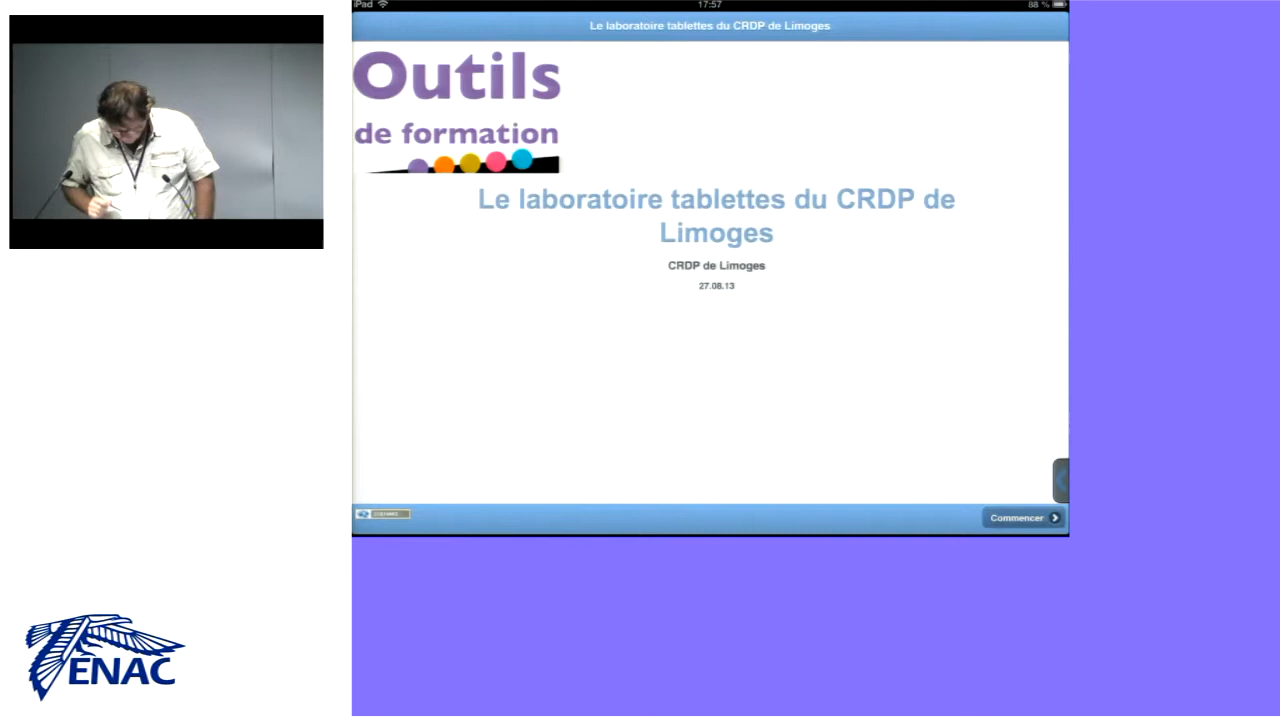 iPad
17:57
88 %
Le laboratoire tablettes du CRDP de Limoges
Outils
de formation
Le laboratoire tablettes du CRDP de
Limoges
CRDP de Limoges
27.08.13
Commencer
ENAC